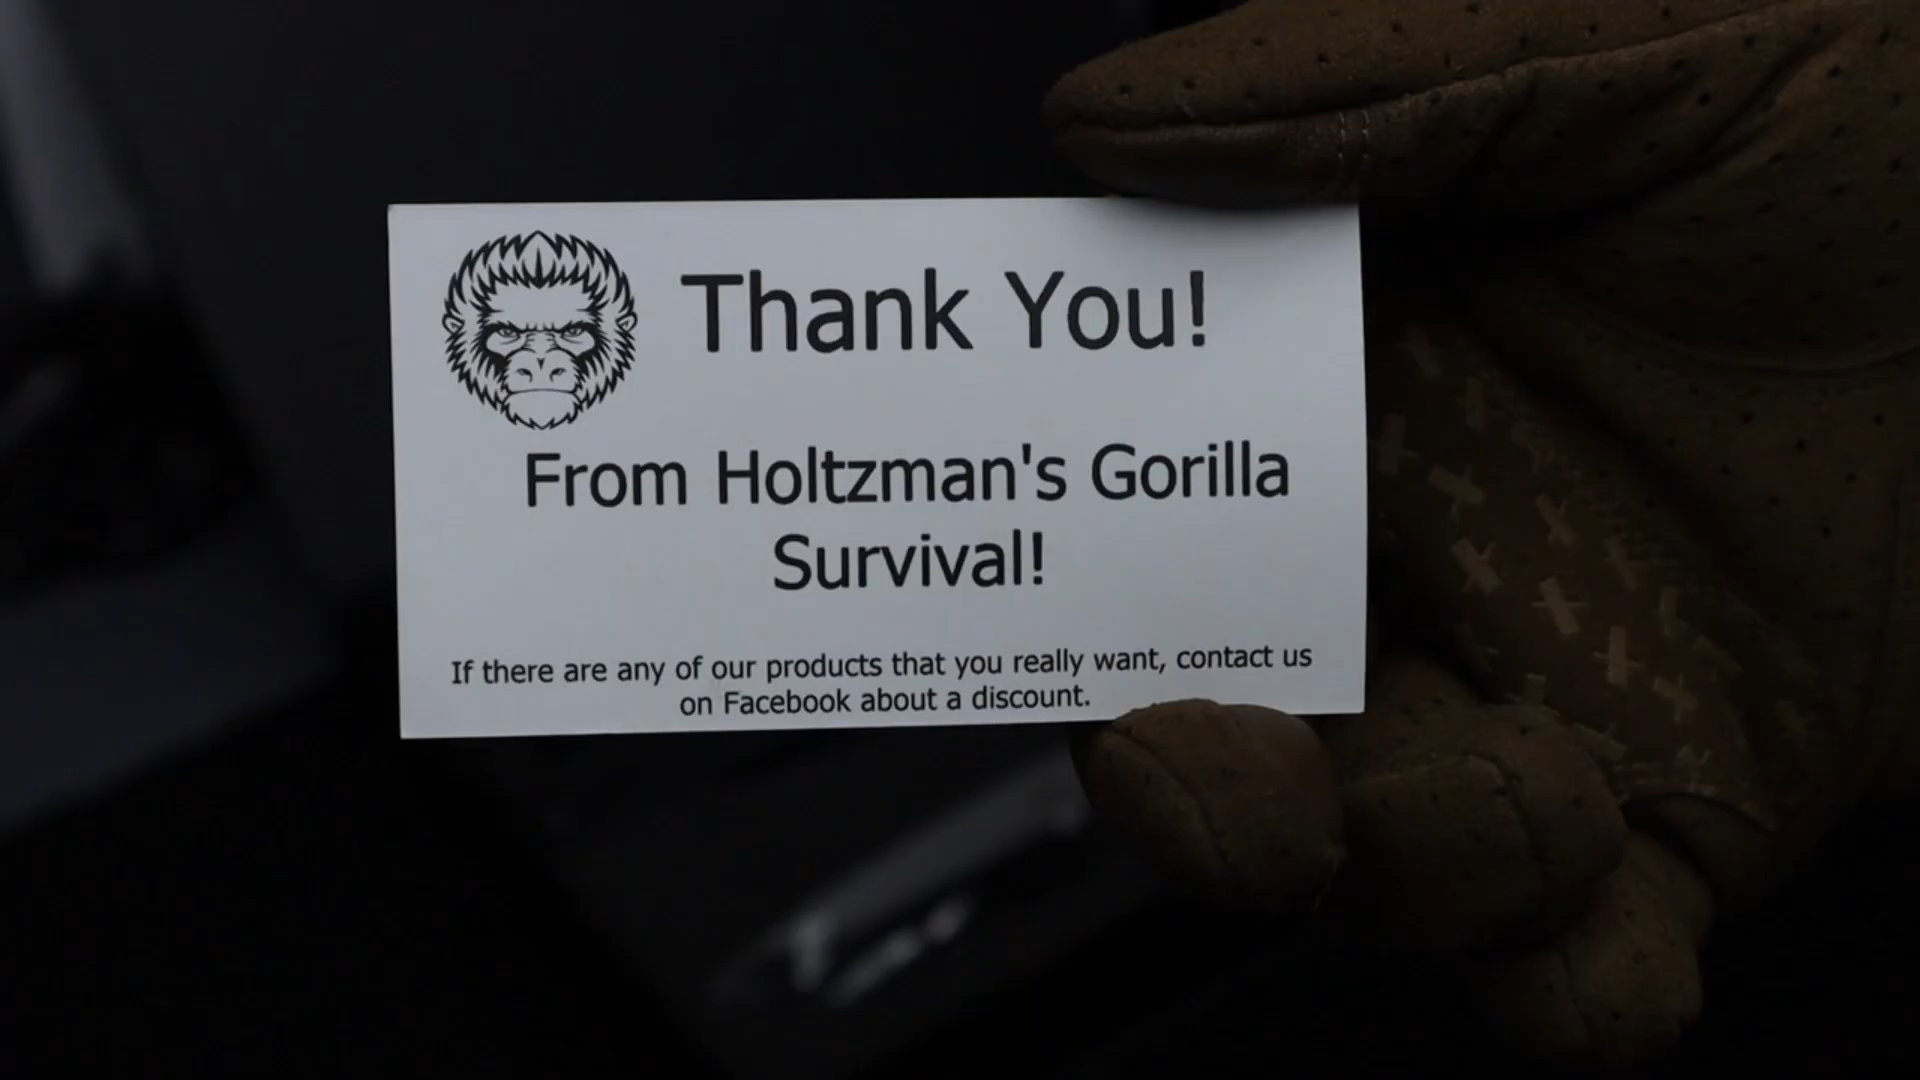 Thank You!
From Holtzman's Gorilla
Survival!
If there are any of our products that you really want, contact us
on Facebook about a discount.